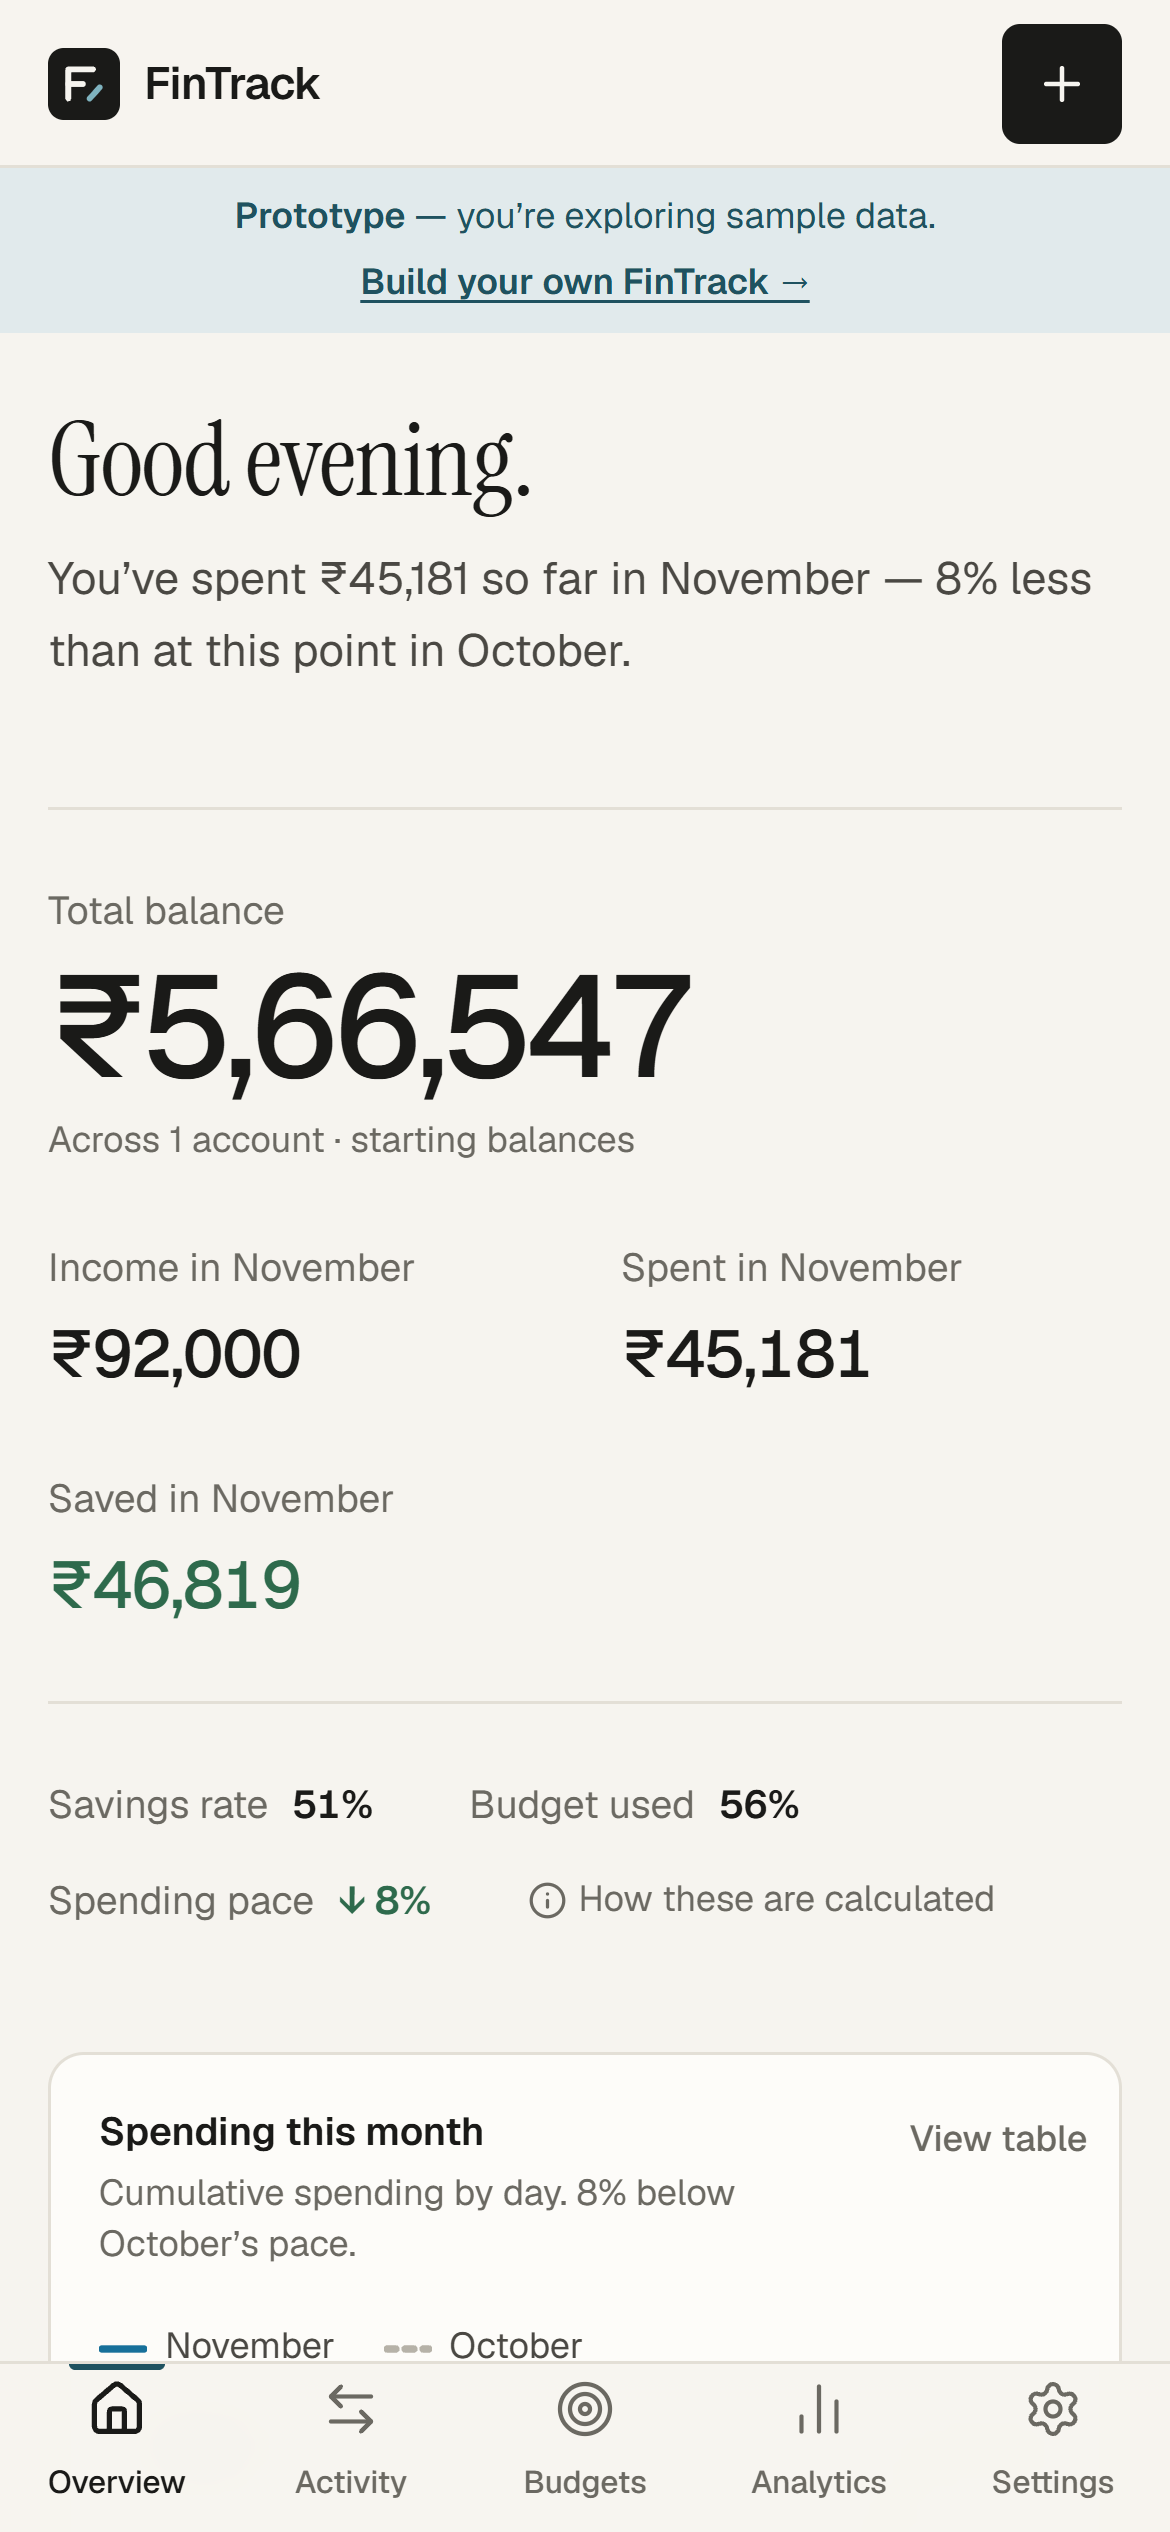 FinTrack
Prototype — you’re exploring sample data.
Build your own FinTrack →
Good evening.
You’ve spent ₹45,181 so far in November — 8% less
than at this point in October.
Total balance
₹5,66,547
Across 1 account · starting balances
Income in November
₹92,000
Spent in November
₹45,181
Saved in November
₹46,819
Savings rate 51%
Budget used 56%
Spending pace ↓ 8%
How these are calculated
Spending this month
View table
Cumulative spending by day. 8% below
October’s pace.
November
October
Overview
Activity
Budgets
Analytics
Settings